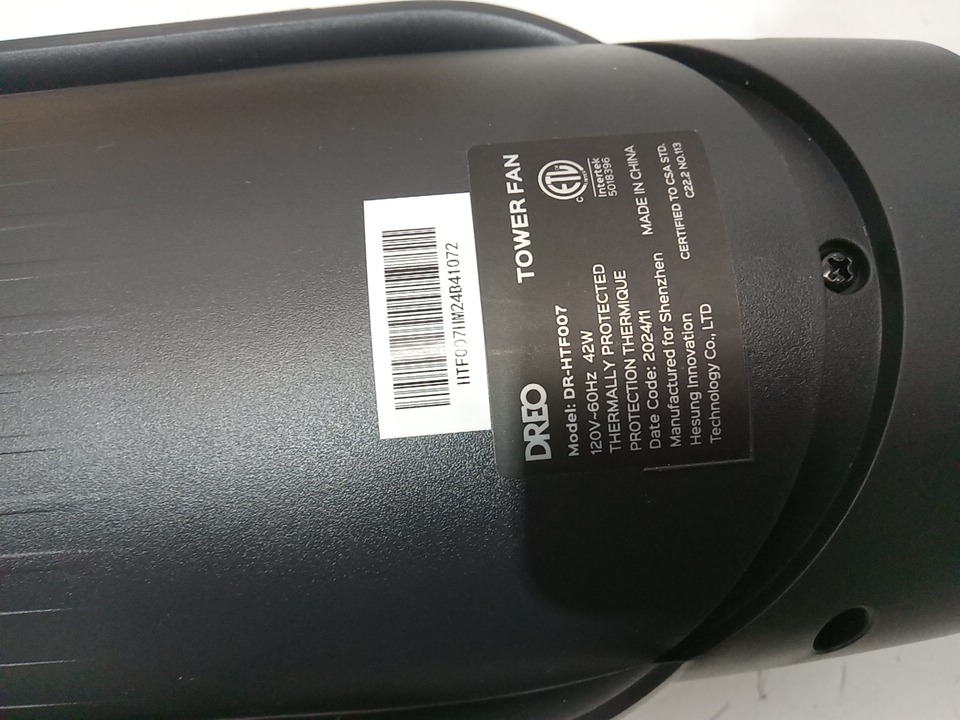 DREO
TOWER FAN
Model: DR-HTF007
120V~60Hz 42W
THERMALLY PROTECTED
PROTECTION THERMIQUE
Date Code: 2024/11
Manufactured for Shenzhen
Hesung Innovation
Technology Co., LTD
C ETL
Intertek
5018396
MADE IN CHINA
CERTIFIED TO CSA STD.
C22.2 NO.113